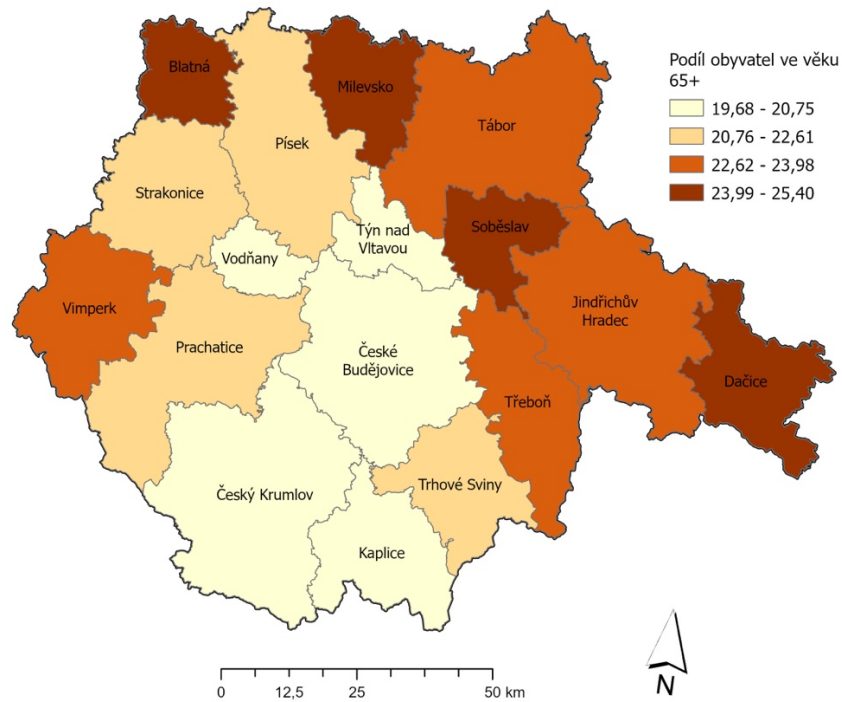 Podíl obyvatel ve věku
65+
19,68 - 20,75
20,76 - 22,61
22,62 - 23,98
23,99 - 25,40
Blatná
Milevsko
Tábor
Písek
Strakonice
Soběslav
Týn nad
Vltavou
Vodňany
Vimperk
Jindřichův
Hradec
Prachatice
České
Budějovice
Dačice
Třeboň
Trhové Sviny
Český Krumlov
Kaplice
N
0 12,5 25 50 km